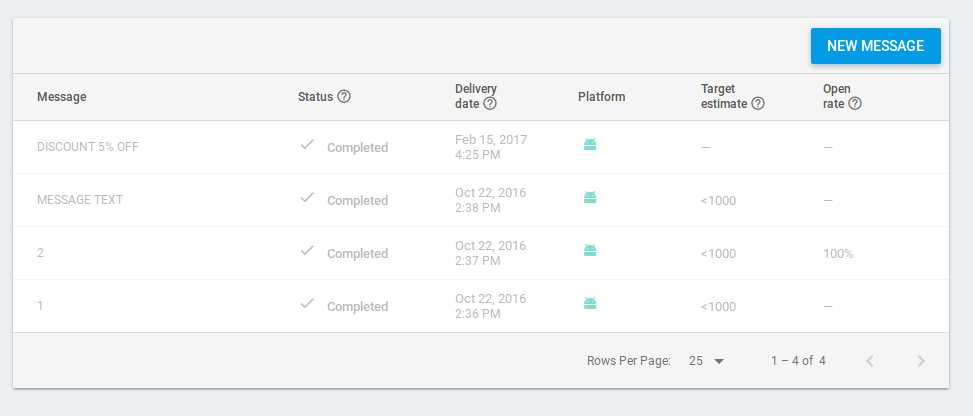 NEW MESSAGE
Message Status Delivery date Platform Target estimate Open rate
DISCOUNT 5% OFF Completed Feb 15, 2017 4:25 PM — —
MESSAGE TEXT Completed Oct 22, 2016 2:38 PM <1000 —
2 Completed Oct 22, 2016 2:37 PM <1000 100%
1 Completed Oct 22, 2016 2:36 PM <1000 —
Rows Per Page: 25 1 – 4 of 4